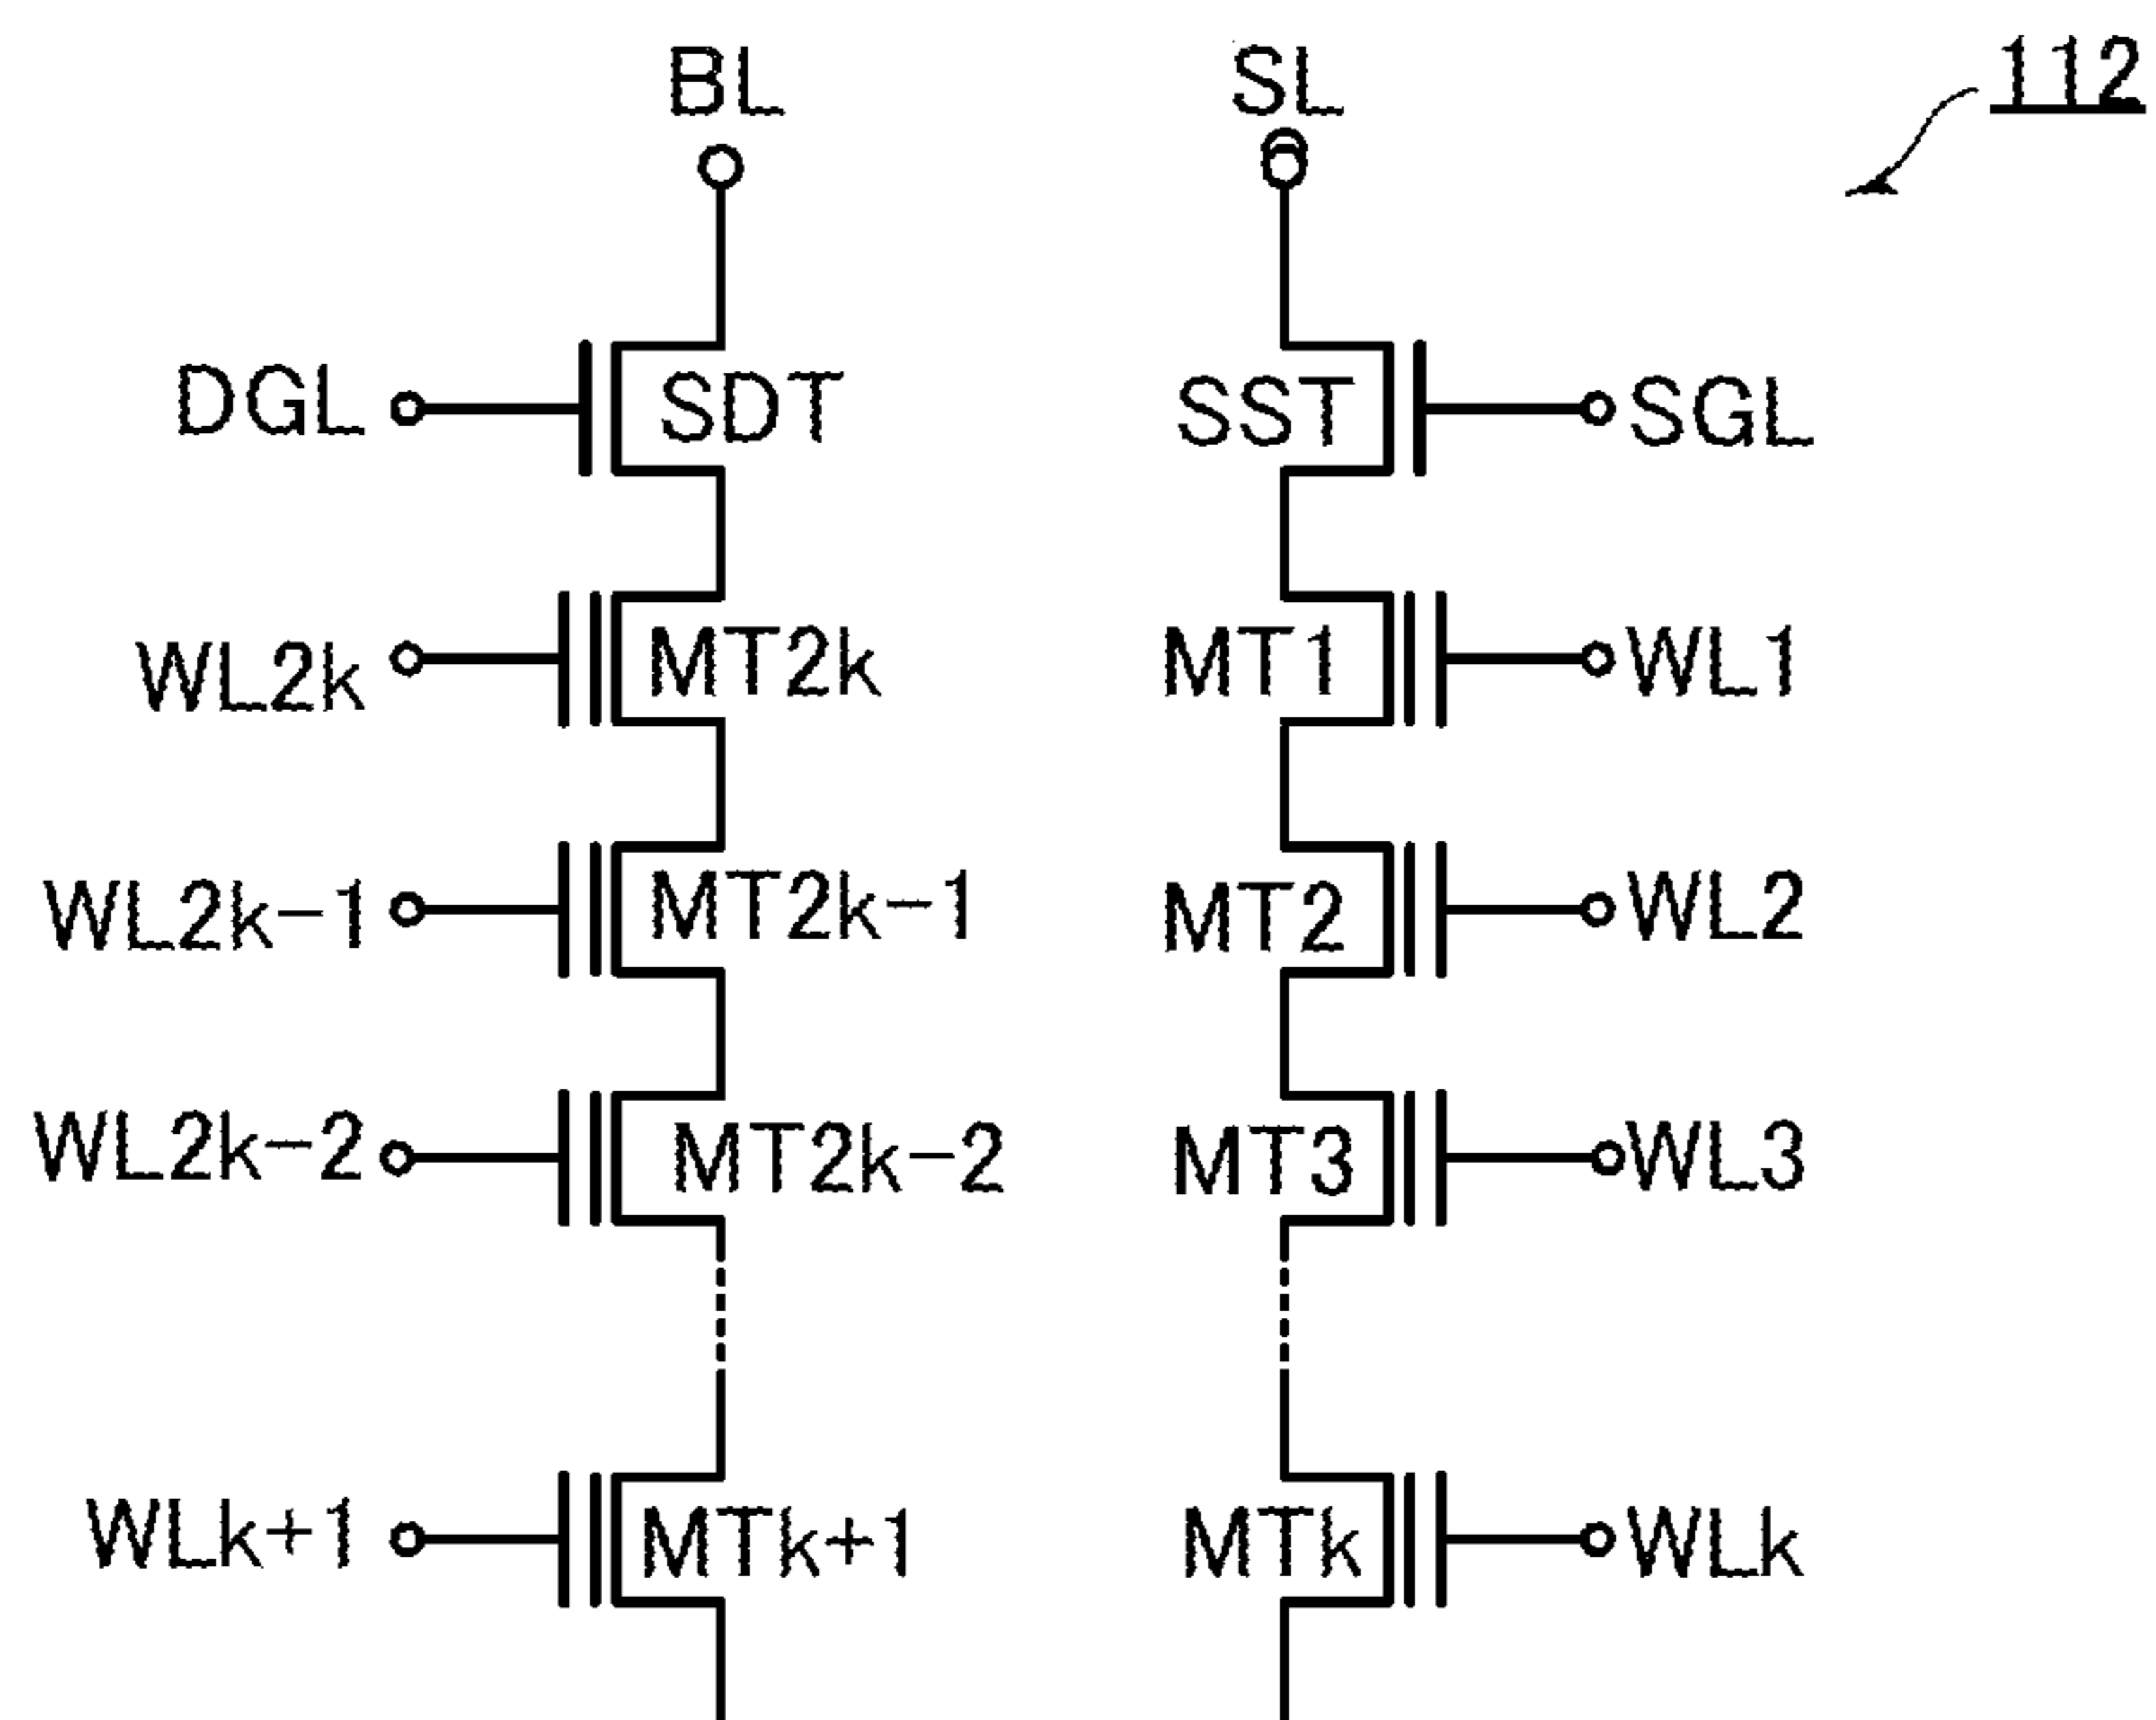 BL SL 112
DGL SDT SST SGL
WL2k MT2k MT1 WL1
WL2k-1 MT2k-1 MT2 WL2
WL2k-2 MT2k-2 MT3 WL3
WLk+1 MTk+1 MTk WLk